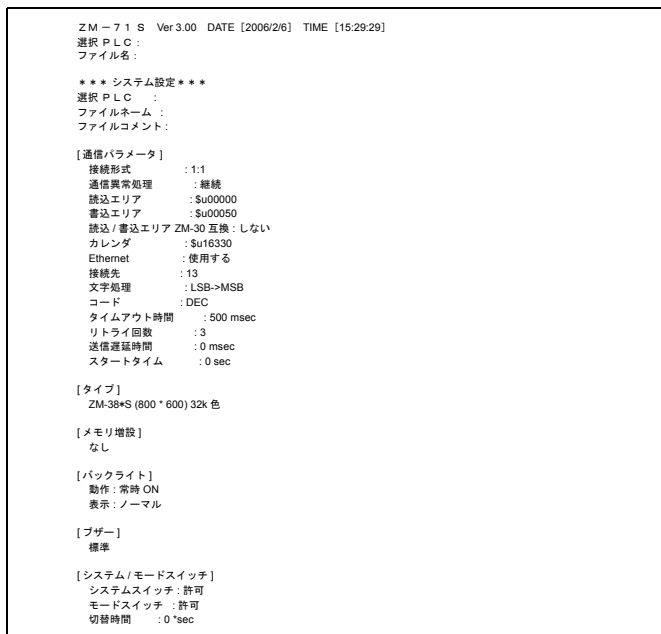 ＺＭ－７１Ｓ Ver 3.00 DATE［2006/2/6］ TIME［15:29:29］
選択ＰＬＣ：
ファイル名：
＊＊＊システム設定＊＊＊
選択ＰＬＣ ：
ファイルネーム ：
ファイルコメント：
[ 通信パラメータ ]
接続形式 : 1:1
通信異常処理 : 継続
読込エリア : $u00000
書込エリア : $u00050
読込 / 書込エリア ZM-30 互換 : しない
カレンダ : $u16330
Ethernet : 使用する
接続先 : 13
文字処理 : LSB->MSB
コード : DEC
タイムアウト時間 : 500 msec
リトライ回数 : 3
送信遅延時間 : 0 msec
スタートタイム : 0 sec
[ タイプ ]
ZM-38*S (800 * 600) 32k 色
[ メモリ増設 ]
なし
[ バックライト ]
動作 : 常時 ON
表示 : ノーマル
[ ブザー ]
標準
[ システム / モードスイッチ ]
システムスイッチ : 許可
モードスイッチ : 許可
切替時間 : 0 *sec